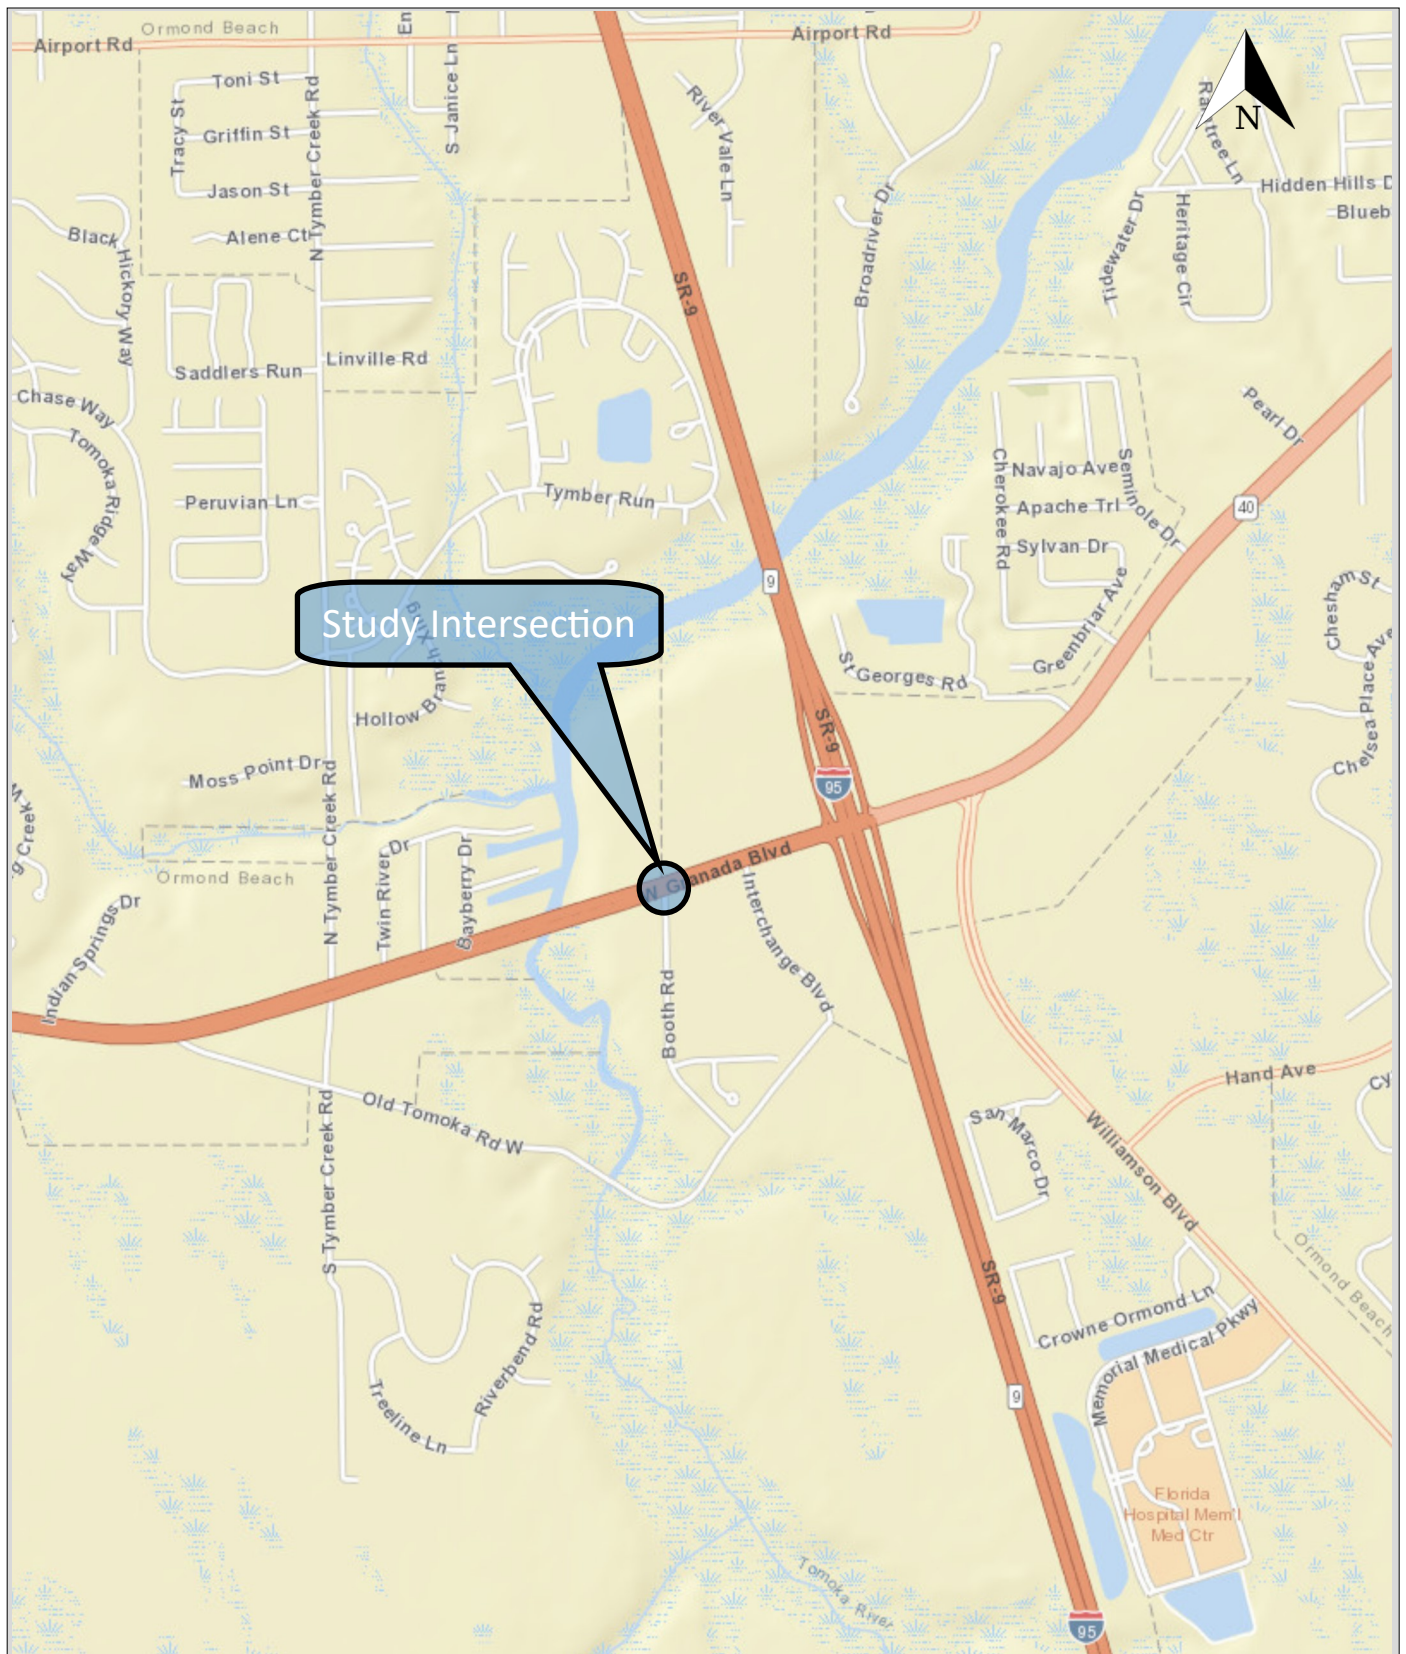 Ormond Beach
Airport Rd
Airport Rd
En
S Janice Ln
Toni St
Tracy St
Griffin St
Jason St
Alene Ct
N Tymber Creek Rd
River Vale Ln
Broadriver Dr
N
Hidden Hills D
Blueb
Tidewater Dr
Heritage Cir
Black Hickory Way
SR-9
Saddlers Run
Linville Rd
Chase Way
Tomoka Ridge Way
Pearl Dr
Peruvian Ln
Tymber Run
Cherokee Rd
Navajo Ave
Seminole Dr
Apache Trl
Sylvan Dr
40
9
Greenbriar Ave
Chesham St
Study Intersection
St Georges Rd
Chelsea Place Ave
Hollow Branch Xing
SR-9
95
Moss Point Dr
g Creek W
N Tymber Creek Rd
Twin River Dr
Bayberry Dr
N Granada Blvd
Ormond Beach
Indian Springs Dr
Interchange Blvd
Booth Rd
Hand Ave
Cy
Old Tomoka Rd W
San Marco Dr
Williamson Blvd
S Tymber Creek Rd
SR-9
Ormond Beach
Crowne Ormond Ln
Memorial Medical Pkwy
Riverbend Rd
Treeline Ln
9
Florida
Hospital Mem'l
Med Ctr
Tomoka River
95